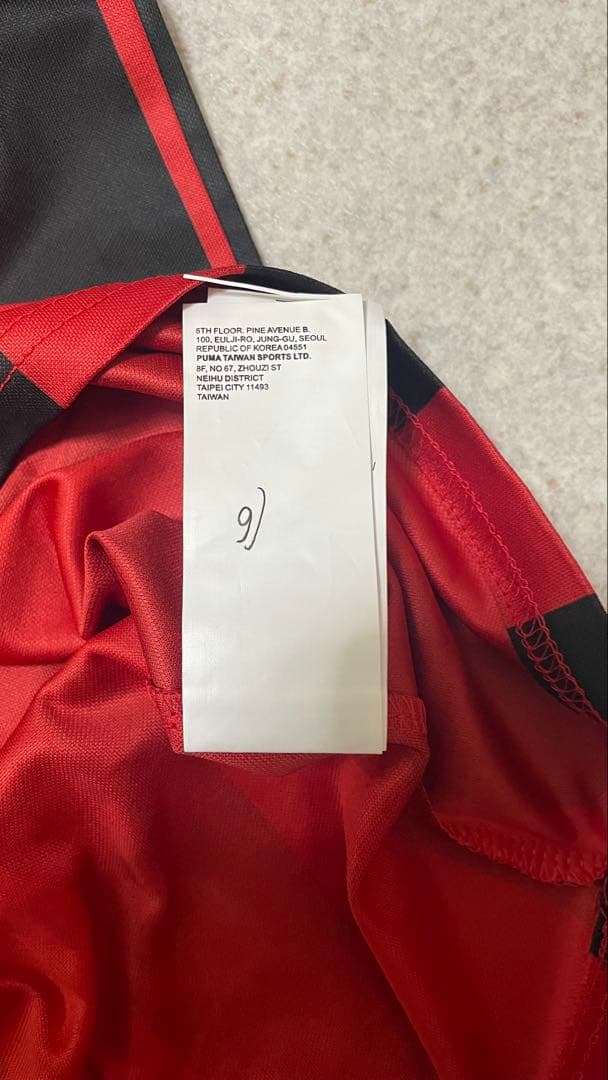 6TH FLOOR. PINE AVENUE B.
100, EULJI-RO, JUNG-GU, SEOUL
REPUBLIC OF KOREA 04551
PUMA TAIWAN SPORTS LTD.
8F, NO 67, ZHOUZI ST
NEIHU DISTRICT
TAIPEI CITY 11493
TAIWAN